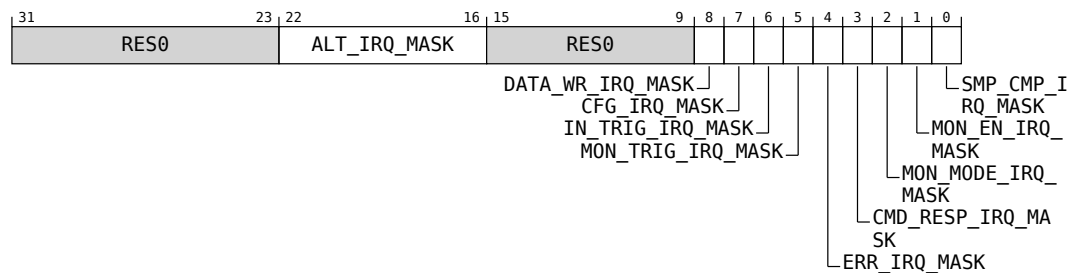 31 23 22 16 15 9 8 7 6 5 4 3 2 1 0
RES0 ALT_IRQ_MASK RES0
DATA_WR_IRQ_MASK SMP_CMP_I
CFG_IRQ_MASK RQ_MASK
IN_TRIG_IRQ_MASK MON_EN_IRQ_
MON_TRIG_IRQ_MASK MASK
MON_MODE_IRQ_
MASK
CMD_RESP_IRQ_MA
SK
ERR_IRQ_MASK